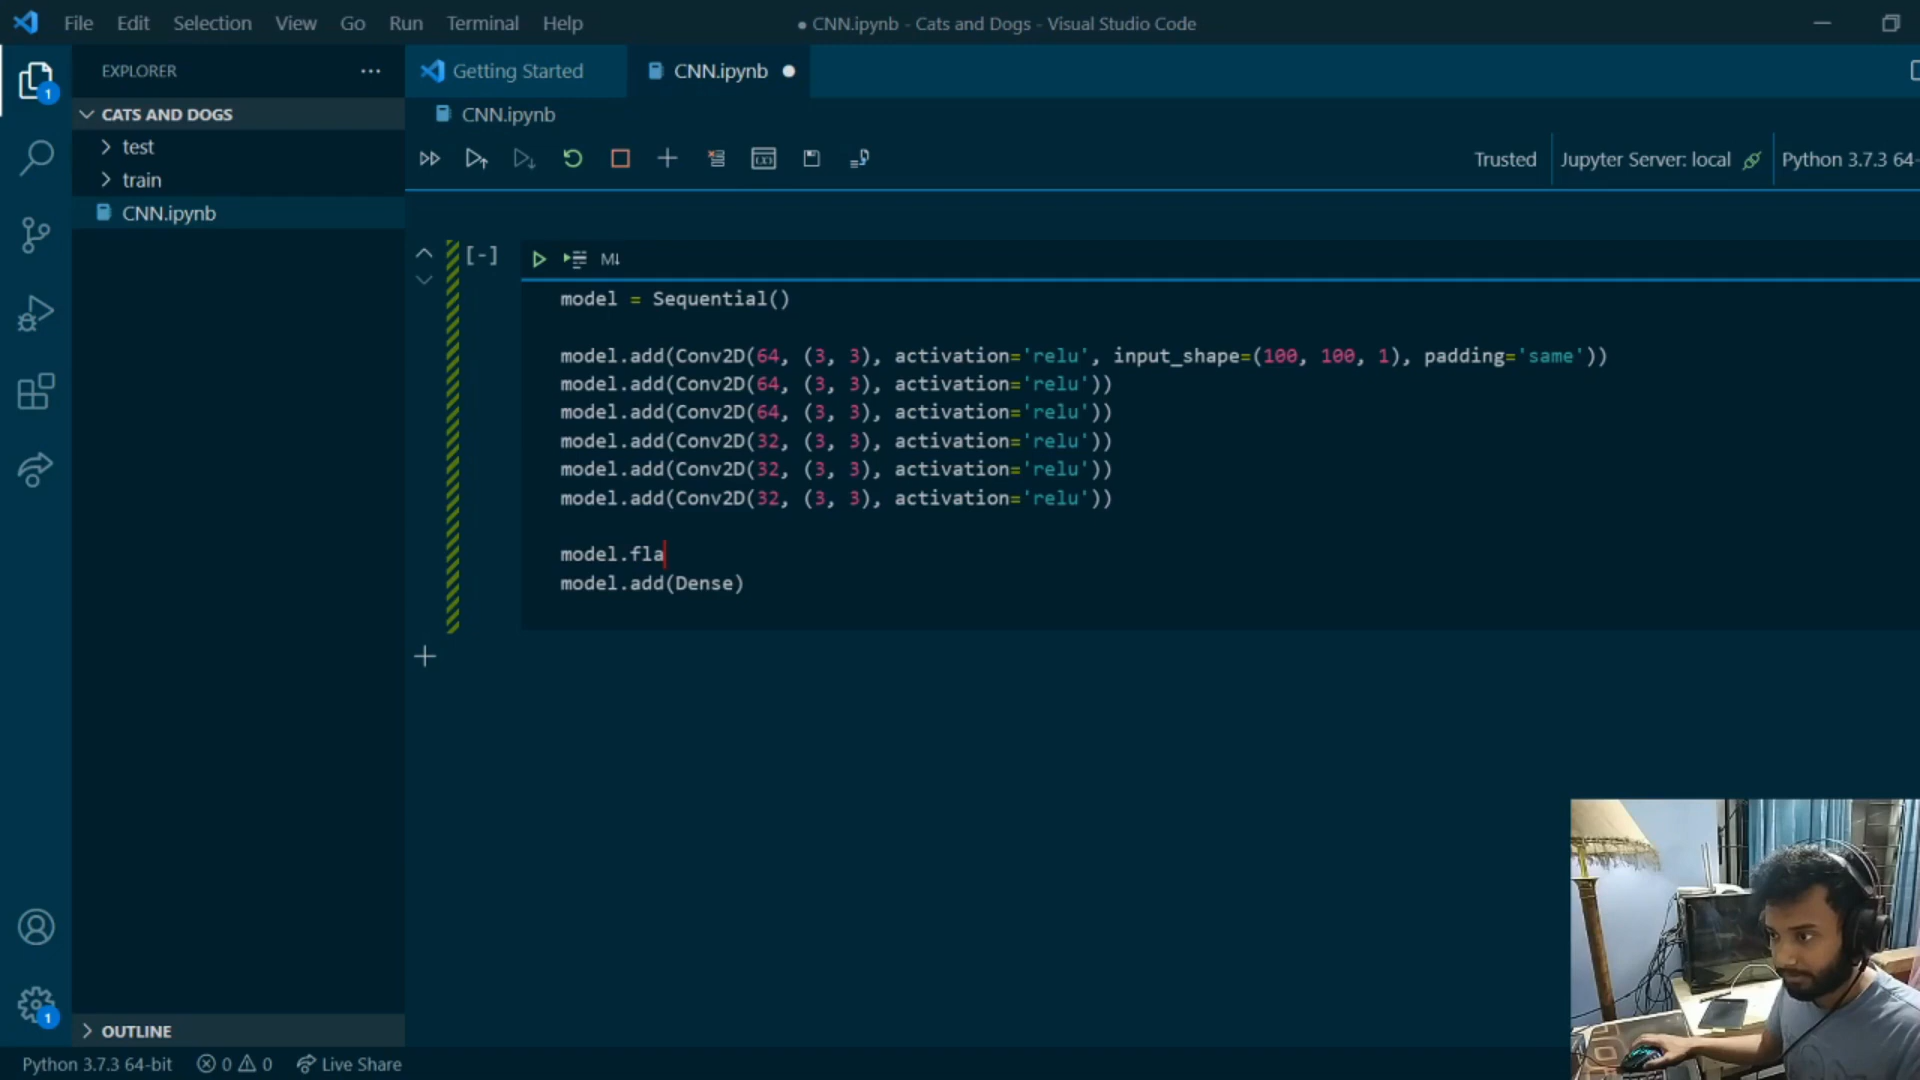 File Edit Selection View Go Run Terminal Help
● CNN.ipynb - Cats and Dogs - Visual Studio Code
EXPLORER
Getting Started
CNN.ipynb
1
CATS AND DOGS
CNN.ipynb
test
train
CNN.ipynb
Trusted
Jupyter Server: local
Python 3.7.3 64-
[-]
M↓
model = Sequential()
model.add(Conv2D(64, (3, 3), activation='relu', input_shape=(100, 100, 1), padding='same'))
model.add(Conv2D(64, (3, 3), activation='relu'))
model.add(Conv2D(64, (3, 3), activation='relu'))
model.add(Conv2D(32, (3, 3), activation='relu'))
model.add(Conv2D(32, (3, 3), activation='relu'))
model.add(Conv2D(32, (3, 3), activation='relu'))
model.fla
model.add(Dense)
1
OUTLINE
Python 3.7.3 64-bit
0 0
Live Share